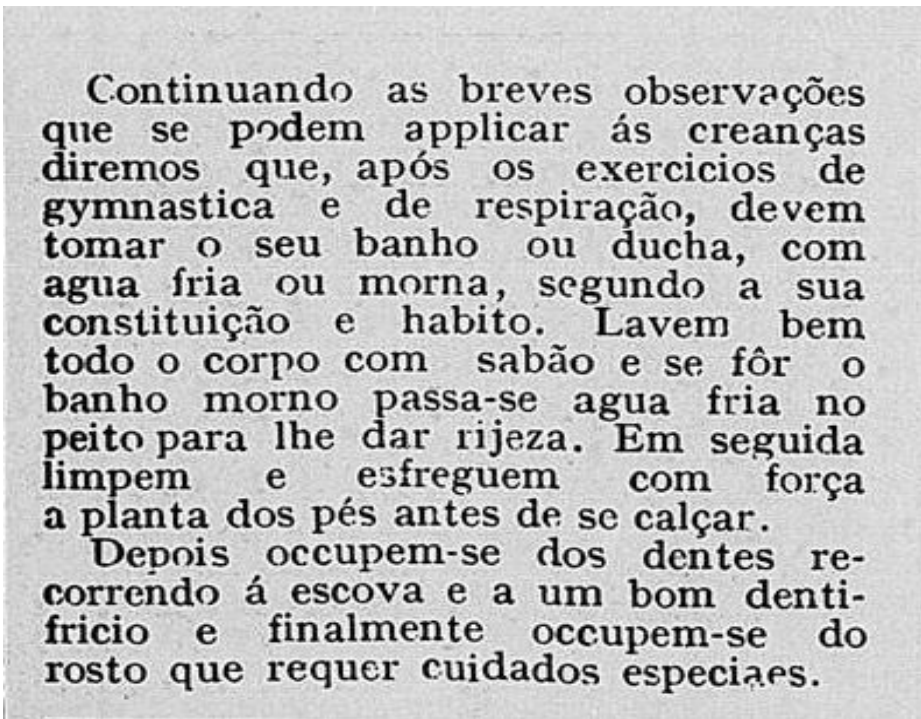 Continuando as breves observações
que se podem applicar ás creanças
diremos que, após os exercicios de
gymnastica e de respiração, devem
tomar o seu banho ou ducha, com
agua fria ou morna, segundo a sua
constituição e habito. Lavem bem
todo o corpo com sabão e se fôr o
banho morno passa-se agua fria no
peito para lhe dar rijeza. Em seguida
limpem e esfreguem com força
a planta dos pés antes de se calçar.
Depois occupem-se dos dentes re-
correndo á escova e a um bom denti-
fricio e finalmente occupem-se do
rosto que requer cuidados especiaes.